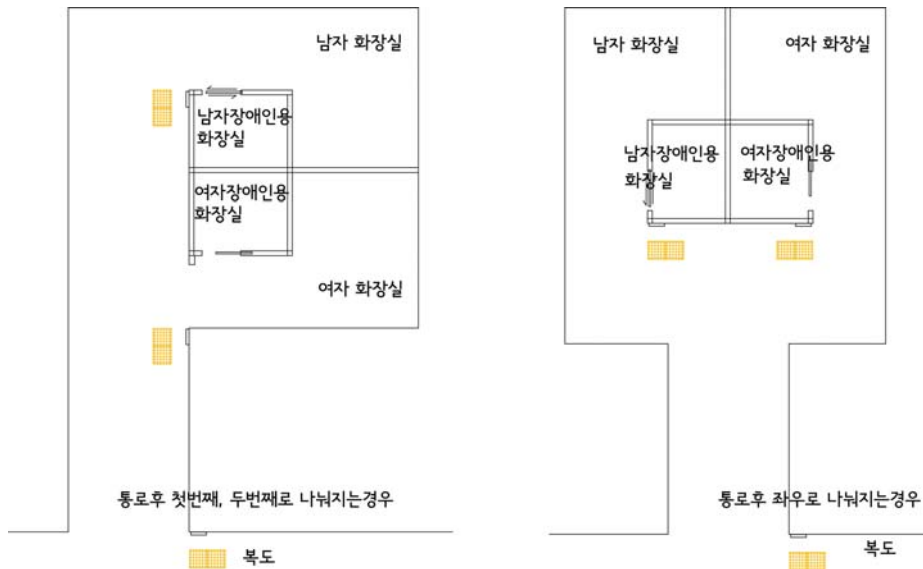 남자 화장실
남자장애인용
화장실
여자장애인용
화장실
여자 화장실
통로후 첫번째, 두번째로 나눠지는경우
복도
남자 화장실
여자 화장실
남자장애인용
화장실
여자장애인용
화장실
통로후 좌우로 나눠지는경우
복도